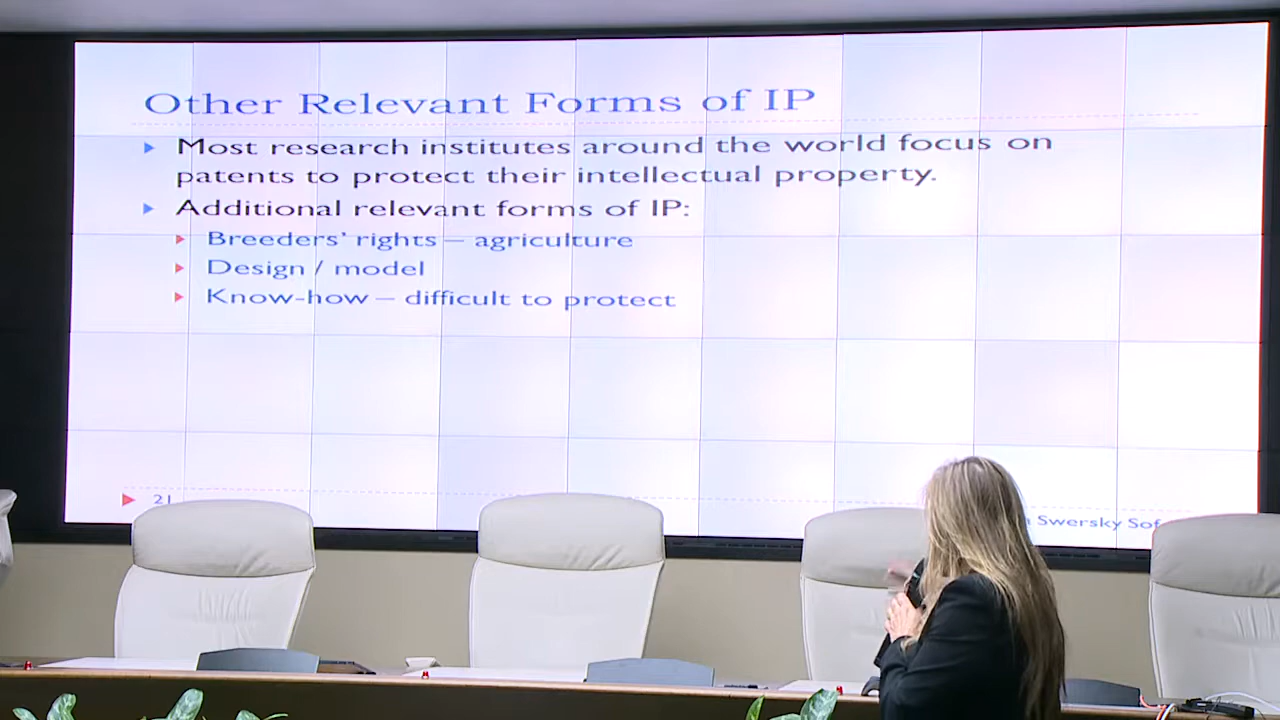 Other Relevant Forms of IP
Most research institutes around the world focus on
patents to protect their intellectual property.
Additional relevant forms of IP:
Breeders' rights – agriculture
Design / model
Know-how – difficult to protect
21
Swersky